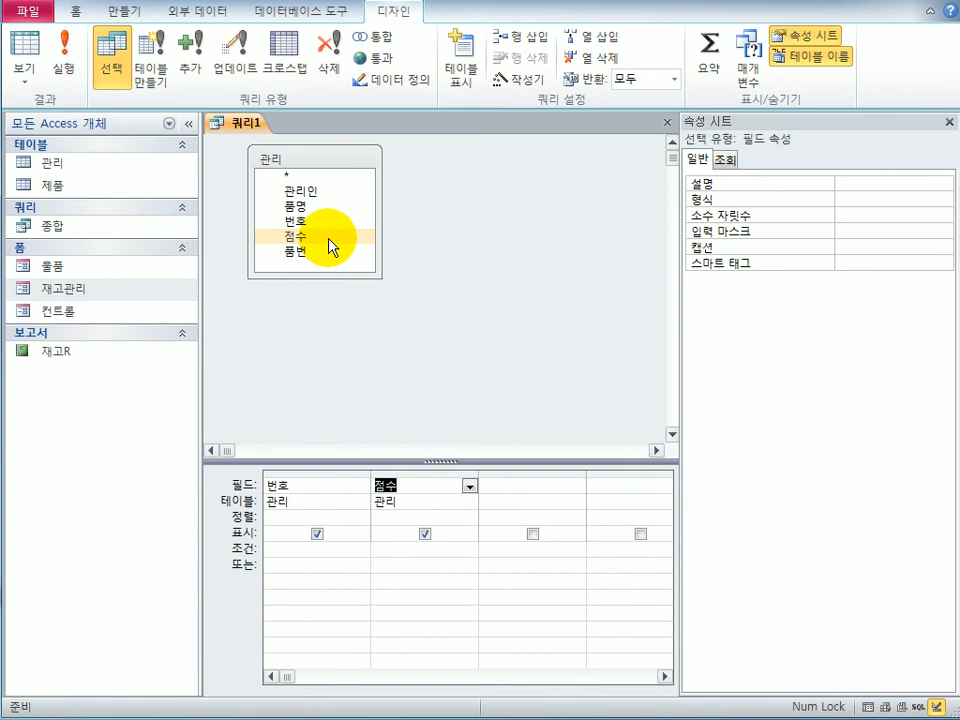 파일 홈 만들기 외부 데이터 데이터베이스 도구 디자인
보기 실행 선택 테이블 만들기 추가 업데이트 크로스탭 삭제 통합 통과 데이터 정의 테이블 표시 행 삽입 행 삭제 작성기 열 삽입 열 삭제 반환: 모두 요약 매개 변수 속성 시트 테이블 이름
결과 쿼리 유형 쿼리 설정 표시/숨기기
모든 Access 개체
테이블
관리
제품
쿼리
종합
폼
물품
재고관리
컨트롤
보고서
재고R
쿼리1
관리
*
관리인
품명
번호
점수
품번
필드: 번호 점수
테이블: 관리 관리
정렬:
표시:
조건:
또는:
속성 시트
선택 유형: 필드 속성
일반 조회
설명
형식
소수 자릿수
입력 마스크
캡션
스마트 태그
준비 Num Lock SQL